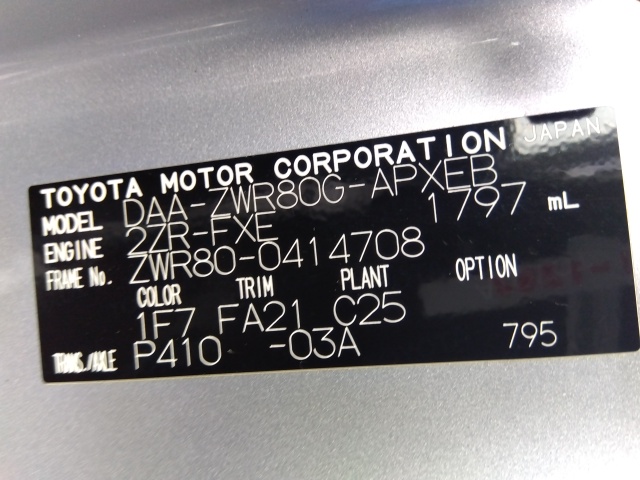 TOYOTA MOTOR CORPORATION JAPAN
MODEL DAA-ZWR80G-APXEB
ENGINE 2ZR-FXE 1797 mL
FRAME No. ZWR80-0414708
COLOR TRIM PLANT OPTION
1F7 FA21 C25
TRANS./AXLE P410 -03A 795